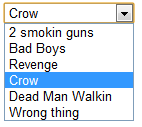 Crow
2 smokin guns
Bad Boys
Revenge
Crow
Dead Man Walkin
Wrong thing